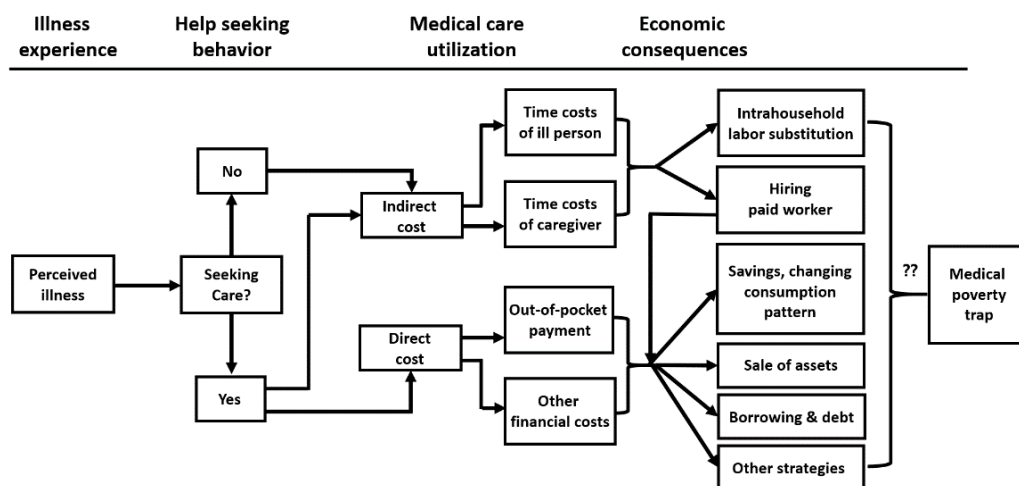 Illness
experience
Help seeking
behavior
Medical care
utilization
Economic
consequences
Perceived
illness
Seeking
Care?
No
Yes
Indirect
cost
Direct
cost
Time costs
of ill person
Time costs
of caregiver
Out-of-pocket
payment
Other
financial costs
Intrahousehold
labor substitution
Hiring
paid worker
Savings, changing
consumption
pattern
Sale of assets
Borrowing & debt
Other strategies
??
Medical
poverty
trap